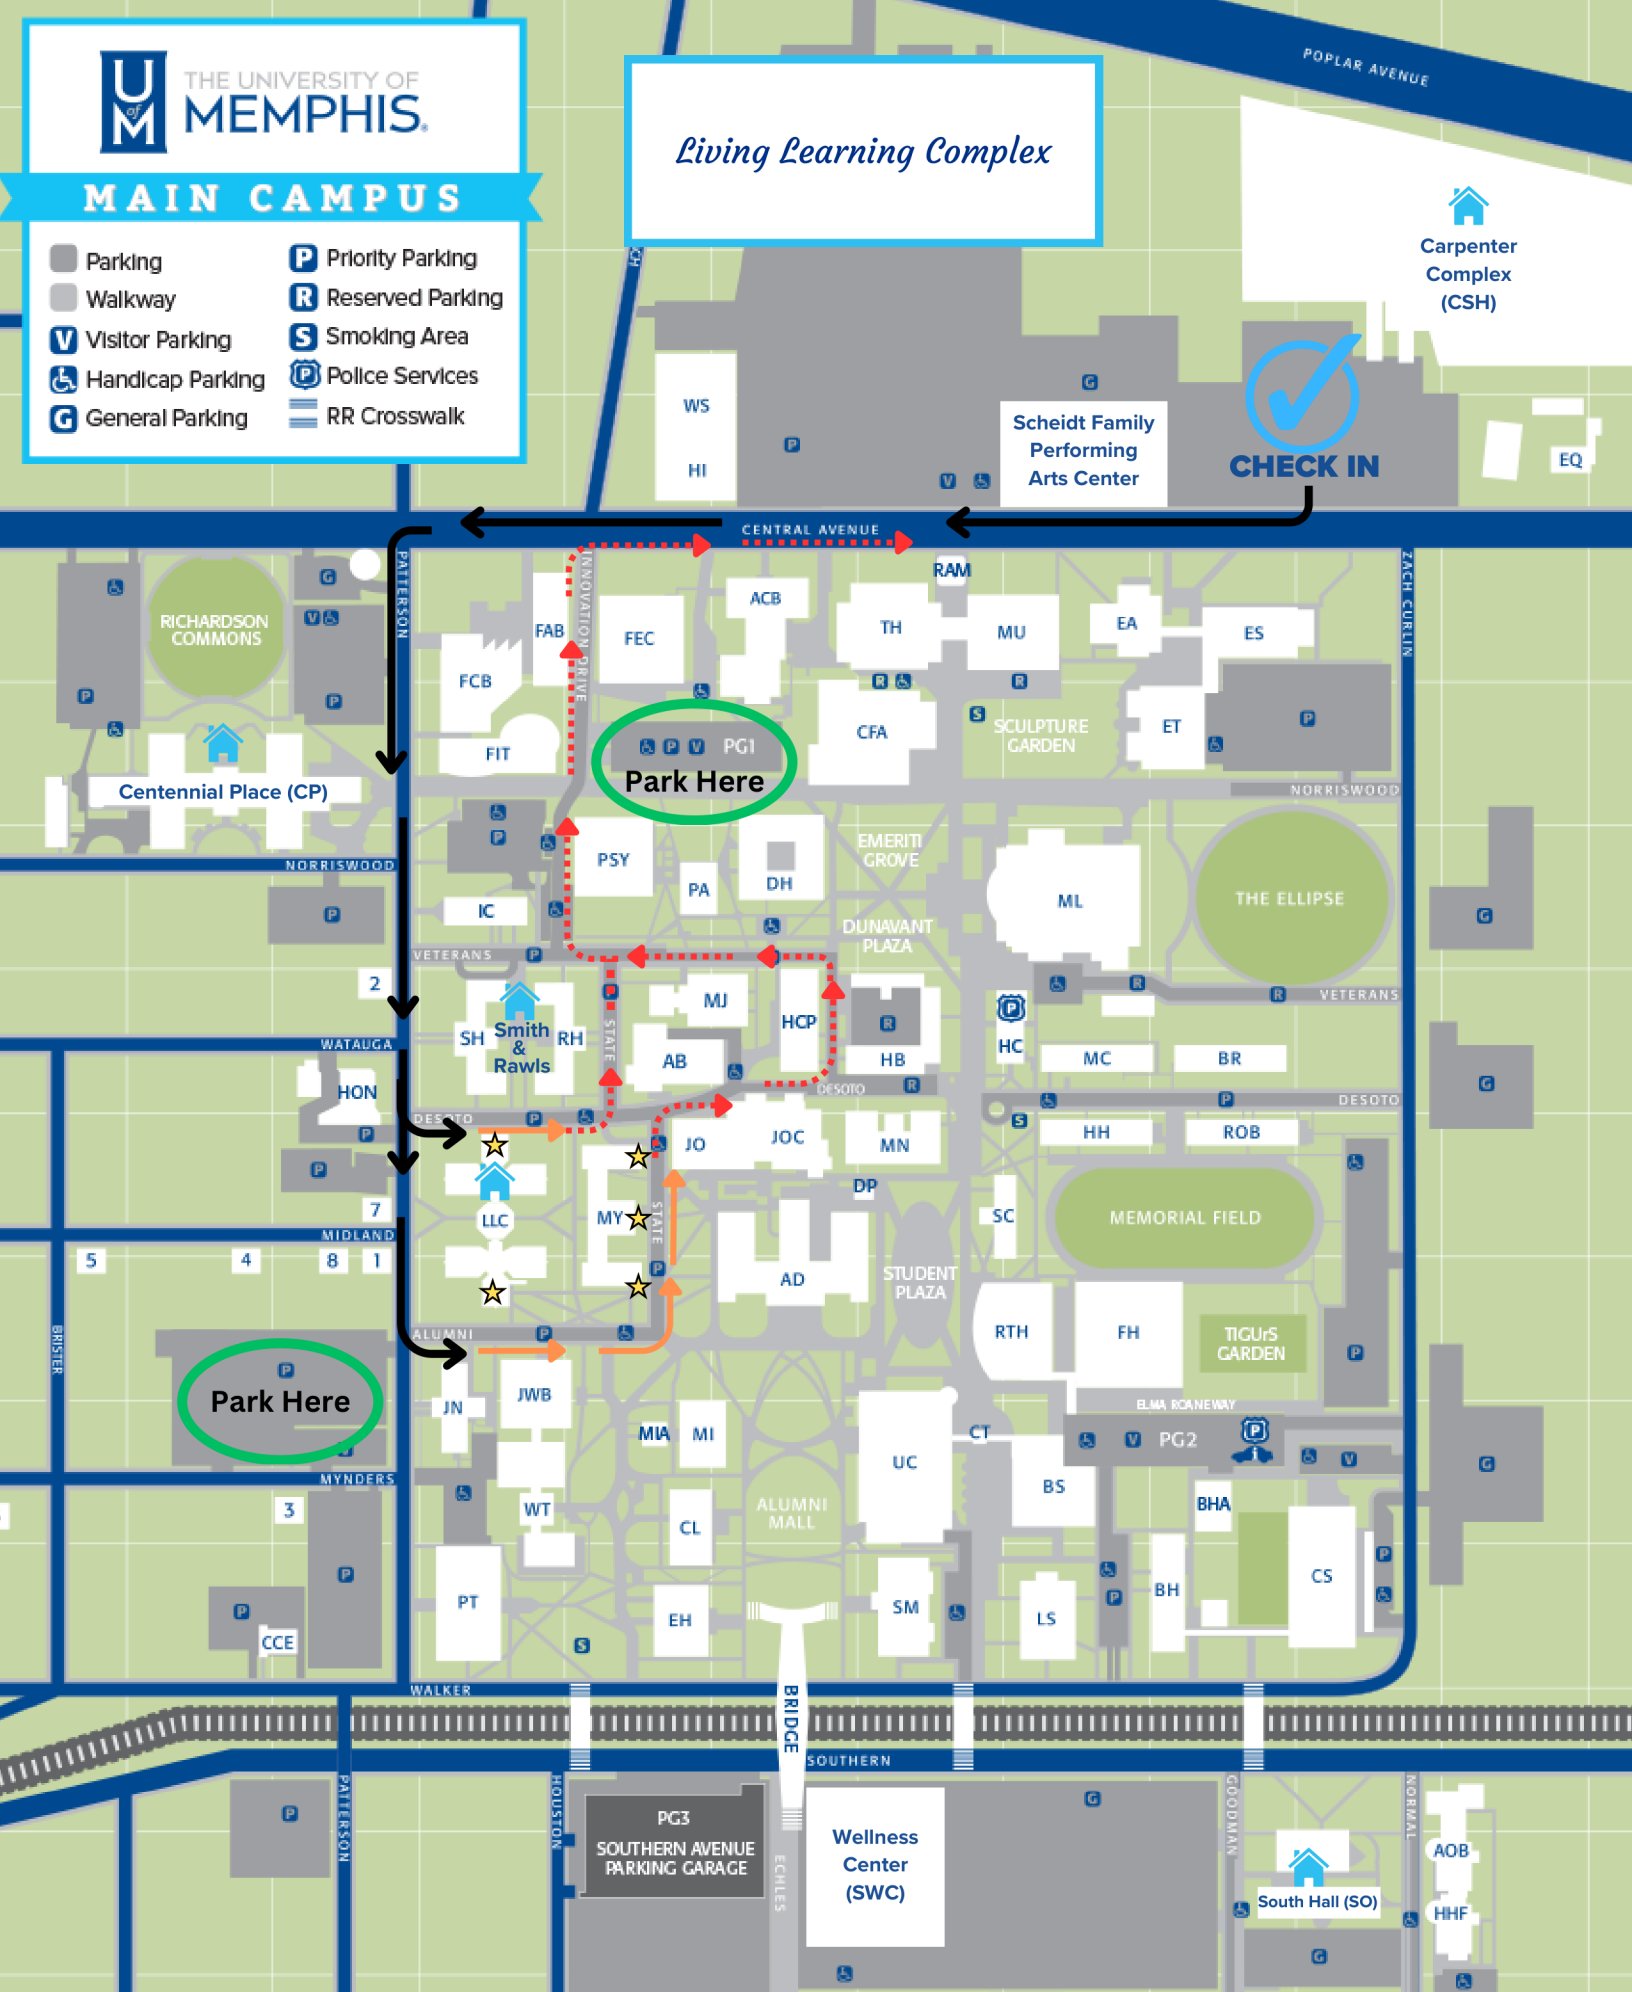 U
of
M
THE UNIVERSITY OF
MEMPHIS®
MAIN CAMPUS
Parking
Walkway
V Visitor Parking
Handicap Parking
G General Parking
P Priority Parking
R Reserved Parking
S Smoking Area
P Police Services
RR Crosswalk
Living Learning Complex
POPLAR AVENUE
Carpenter
Complex
(CSH)
CH
WS
HI
P
G
V
Scheidt Family
Performing
Arts Center
CHECK IN
EQ
CENTRAL AVENUE
PATTERSON
INNOVATION DRIVE
ZACH CURLIN
RICHARDSON
COMMONS
G
V
P
P
FAB
FCB
FIT
FEC
ACB
RAM
TH
MU
EA
ES
R
R
S
SCULPTURE
GARDEN
CFA
ET
P
P V PG1
Park Here
Centennial Place (CP)
NORRISWOOD
NORRISWOOD
P
P
PSY
PA
DH
EMERITI
GROVE
ML
THE ELLIPSE
G
IC
DUNAVANT
PLAZA
VETERANS
P
2
P
MJ
HCP
R
R
R
VETERANS
P
HC
SH
Smith
&
Rawls
RH
STATE
AB
HB
MC
BR
G
WATAUGA
HON
P
DESOTO
P
DESOTO
R
P
DESOTO
S
HH
ROB
JO
JOC
MN
P
7
LLC
MY
STATE
P
DP
SC
MEMORIAL FIELD
MIDLAND
5
4
8
1
AD
STUDENT
PLAZA
BRISTER
ALUMNI
P
RTH
FH
TIGUrS
GARDEN
P
P
Park Here
V
JN
JWB
MIA
MI
UC
CT
ELMA ROANEWAY
V PG2
P
V
G
MYNDERS
3
WT
CL
ALUMNI
MALL
BS
BHA
P
P
CCE
PT
EH
S
SM
LS
P
BH
CS
P
WALKER
BRIDGE
SOUTHERN
P
PATTERSON
HOUSTON
PG3
SOUTHERN AVENUE
PARKING GARAGE
ECHLES
Wellness
Center
(SWC)
G
GOODMAN
NORMAL
South Hall (SO)
G
AOB
HHF